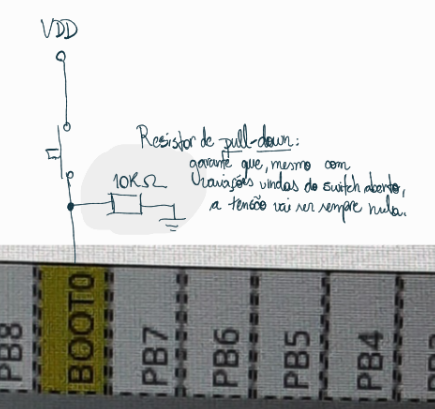 VDD
Resistor de pull-down:
garante que, mesmo com
variações vindas do switch aberto,
a tensão vai ser sempre nula.
10KΩ
PB8
BOOT0
PB7
PB6
PB5
PB4